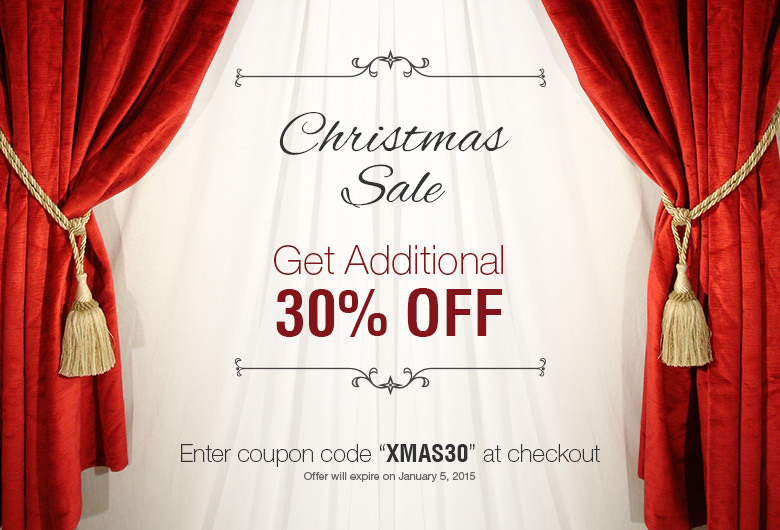 Christmas
Sale
Get Additional
30% OFF
Enter coupon code “XMAS30” at checkout
Offer will expire on January 5, 2015